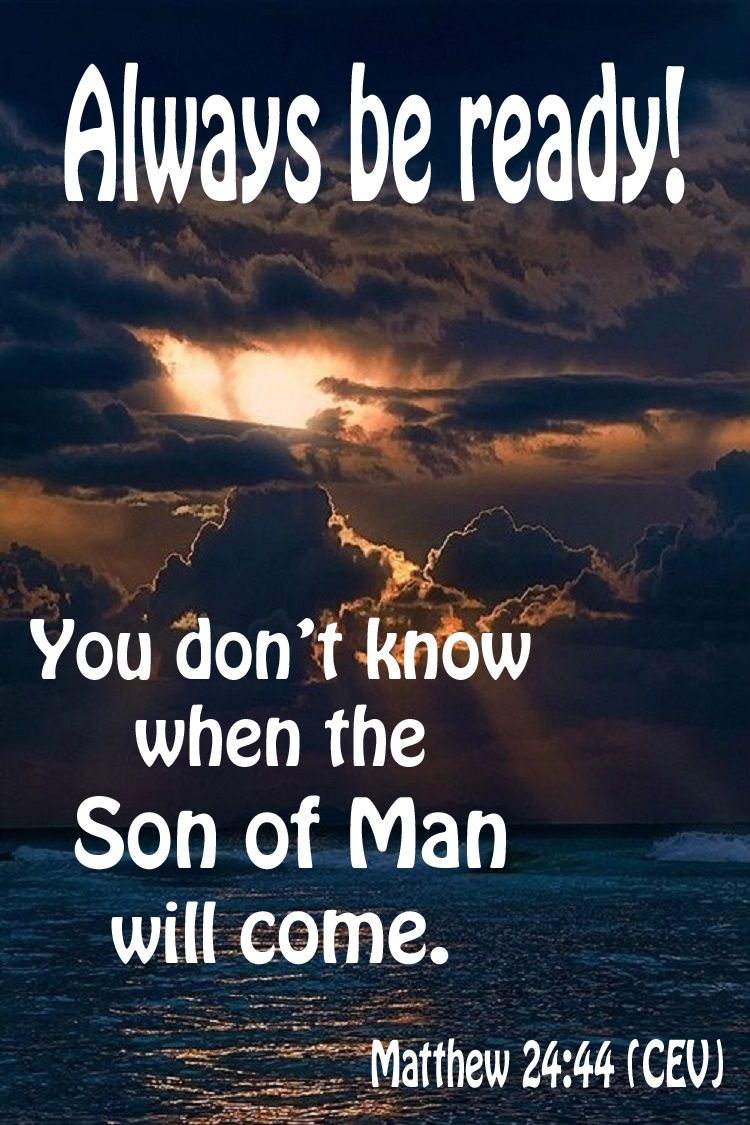 Always be ready!
You don’t know
when the
Son of Man
will come.
Matthew 24:44 (CEV)